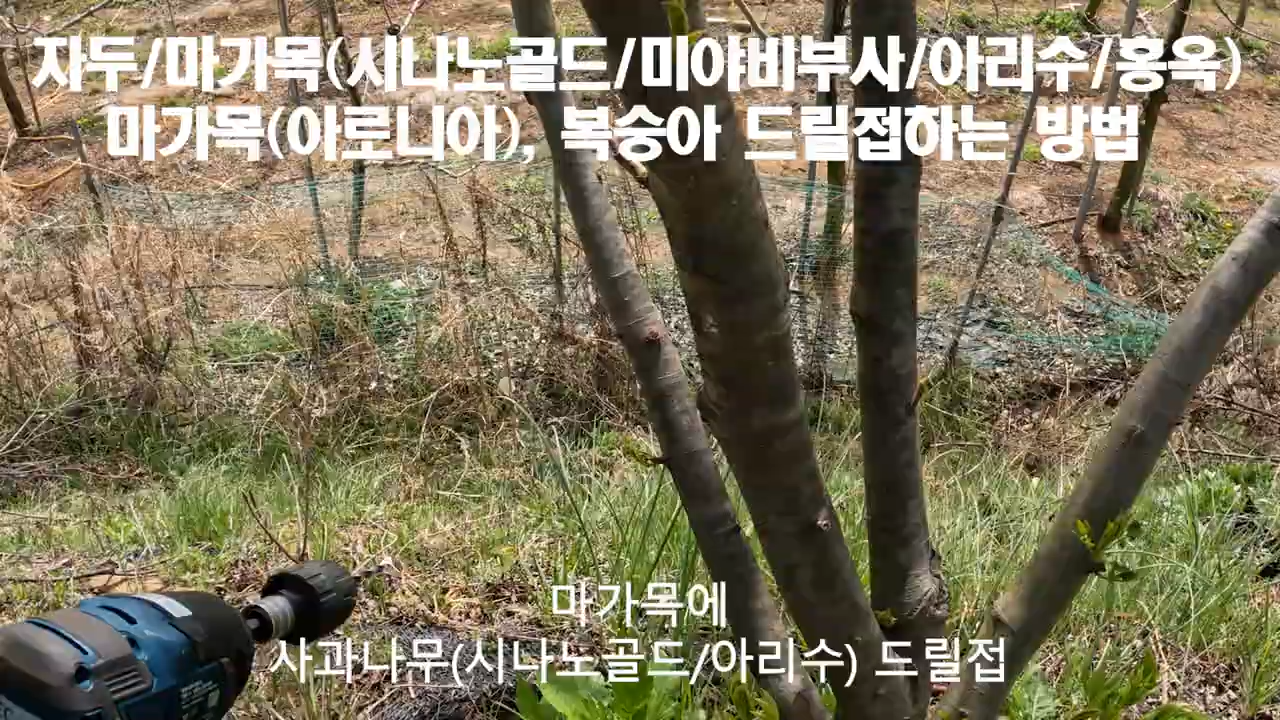 자두/마가목(시나노골드/미야비부사/아리수/홍옥)
마가목(아로니아), 복숭아 드릴접하는 방법
마가목에
사과나무(시나노골드/아리수) 드릴접